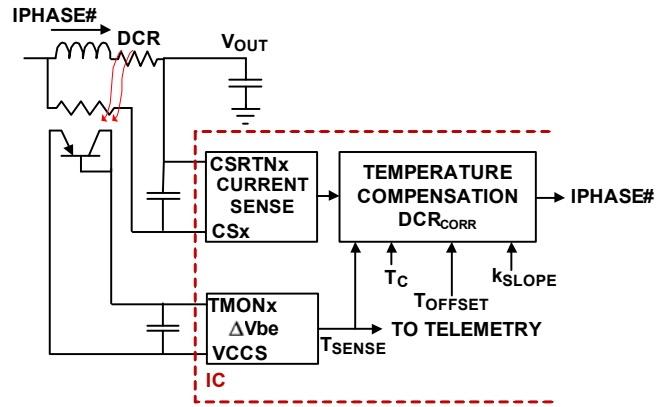 IPHASE#
DCR
VOUT
CSRTNx
CURRENT
SENSE
CSx
TEMPERATURE
COMPENSATION
DCRCORR
IPHASE#
TC
TOFFSET
kSLOPE
TMONx
ΔVbe
VCCS
TSENSE
TO TELEMETRY
IC